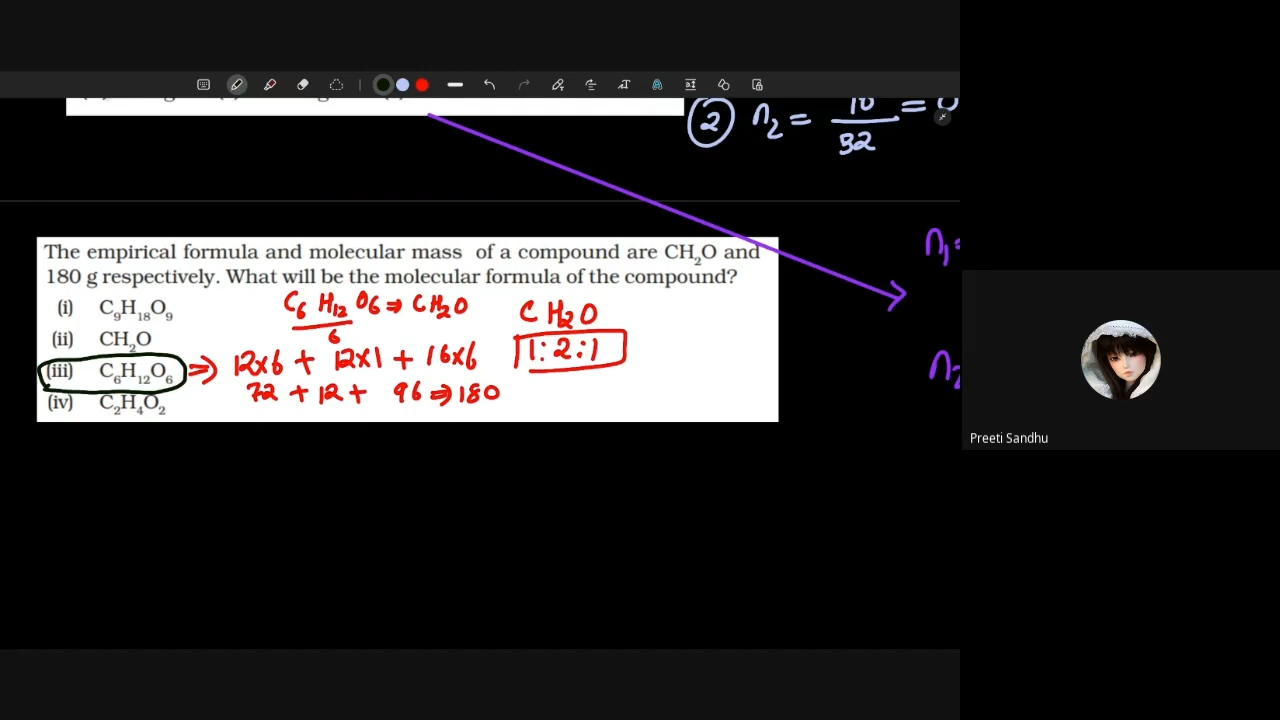 2 n₂ = 16/32 =
n₁ =
The empirical formula and molecular mass of a compound are CH₂O and
180 g respectively. What will be the molecular formula of the compound?
(i) C₉H₁₈O₉
C₆ H₁₂ O₆ ⇒ CH₂O
6
CH₂O
(ii) CH₂O
1:2:1
(iii) C₆H₁₂O₆ ⇒ 12×6 + 12×1 + 16×6
72 + 12 + 96 ⇒ 180
(iv) C₂H₄O₂
Preeti Sandhu